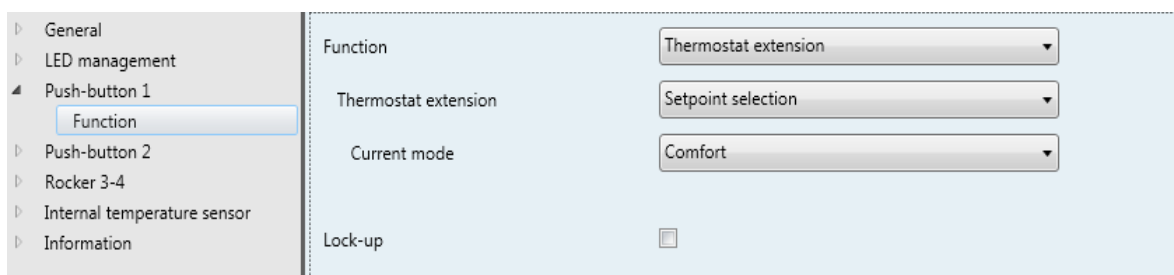 General
LED management
Push-button 1
Function
Push-button 2
Rocker 3-4
Internal temperature sensor
Information
Function Thermostat extension
Thermostat extension Setpoint selection
Current mode Comfort
Lock-up